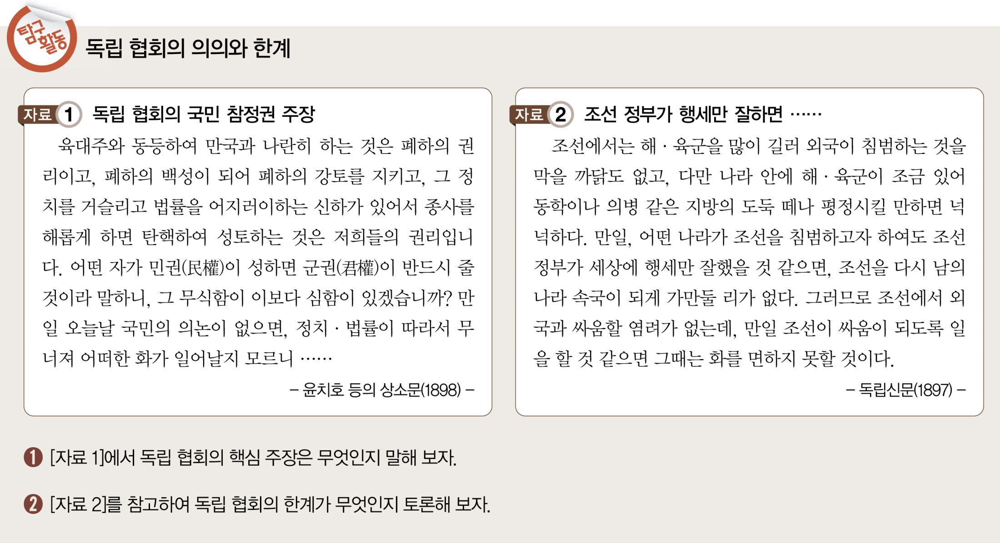 탐구
활동
독립 협회의 의의와 한계
자료 1 독립 협회의 국민 참정권 주장
육대주와 동등하여 만국과 나란히 하는 것은 폐하의 권
리이고, 폐하의 백성이 되어 폐하의 강토를 지키고, 그 정
치를 거슬리고 법률을 어지러이하는 신하가 있어서 종사를
해롭게 하면 탄핵하여 성토하는 것은 저희들의 권리입니
다. 어떤 자가 민권(民權)이 성하면 군권(君權)이 반드시 줄
것이라 말하니, 그 무식함이 이보다 심함이 있겠습니까? 만
일 오늘날 국민의 의논이 없으면, 정치 · 법률이 따라서 무
너져 어떠한 화가 일어날지 모르니 ……
– 윤치호 등의 상소문(1898) –
자료 2 조선 정부가 행세만 잘하면 ……
조선에서는 해 · 육군을 많이 길러 외국이 침범하는 것을
막을 까닭도 없고, 다만 나라 안에 해 · 육군이 조금 있어
동학이나 의병 같은 지방의 도둑 떼나 평정시킬 만하면 넉
넉하다. 만일, 어떤 나라가 조선을 침범하고자 하여도 조선
정부가 세상에 행세만 잘했을 것 같으면, 조선을 다시 남의
나라 속국이 되게 가만둘 리가 없다. 그러므로 조선에서 외
국과 싸움할 염려가 없는데, 만일 조선이 싸움이 되도록 일
을 할 것 같으면 그때는 화를 면하지 못할 것이다.
– 독립신문(1897) –
1 [자료 1]에서 독립 협회의 핵심 주장은 무엇인지 말해 보자.
2 [자료 2]를 참고하여 독립 협회의 한계가 무엇인지 토론해 보자.